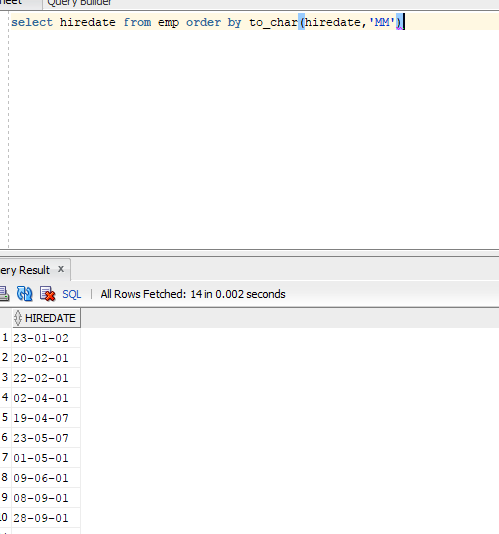 Query Builder
select hiredate from emp order by to_char(hiredate,'MM')
Query Result x
SQL | All Rows Fetched: 14 in 0.002 seconds
HIREDATE
1 23-01-02
2 20-02-01
3 22-02-01
4 02-04-01
5 19-04-07
6 23-05-07
7 01-05-01
8 09-06-01
9 08-09-01
10 28-09-01